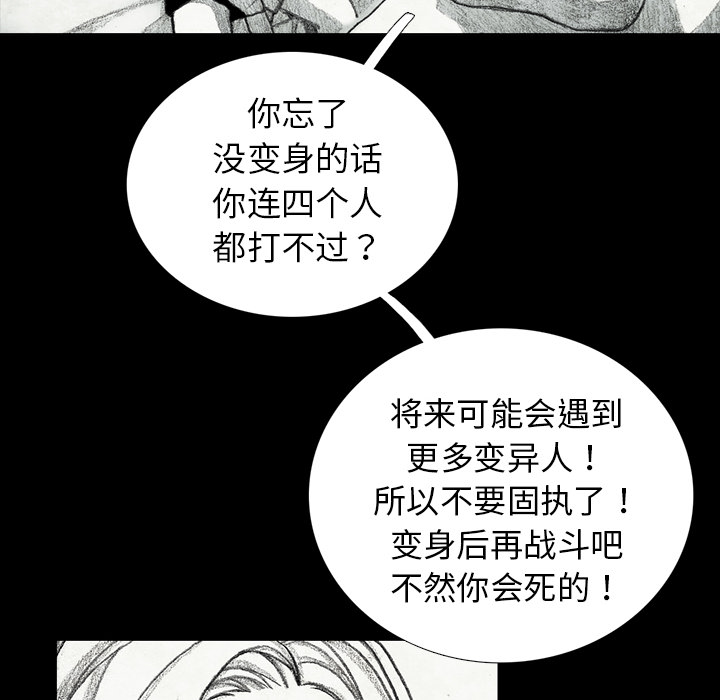 你忘了
没变身的话
你连四个人
都打不过？
将来可能会遇到
更多变异人！
所以不要固执了！
变身后再战斗吧
不然你会死的！